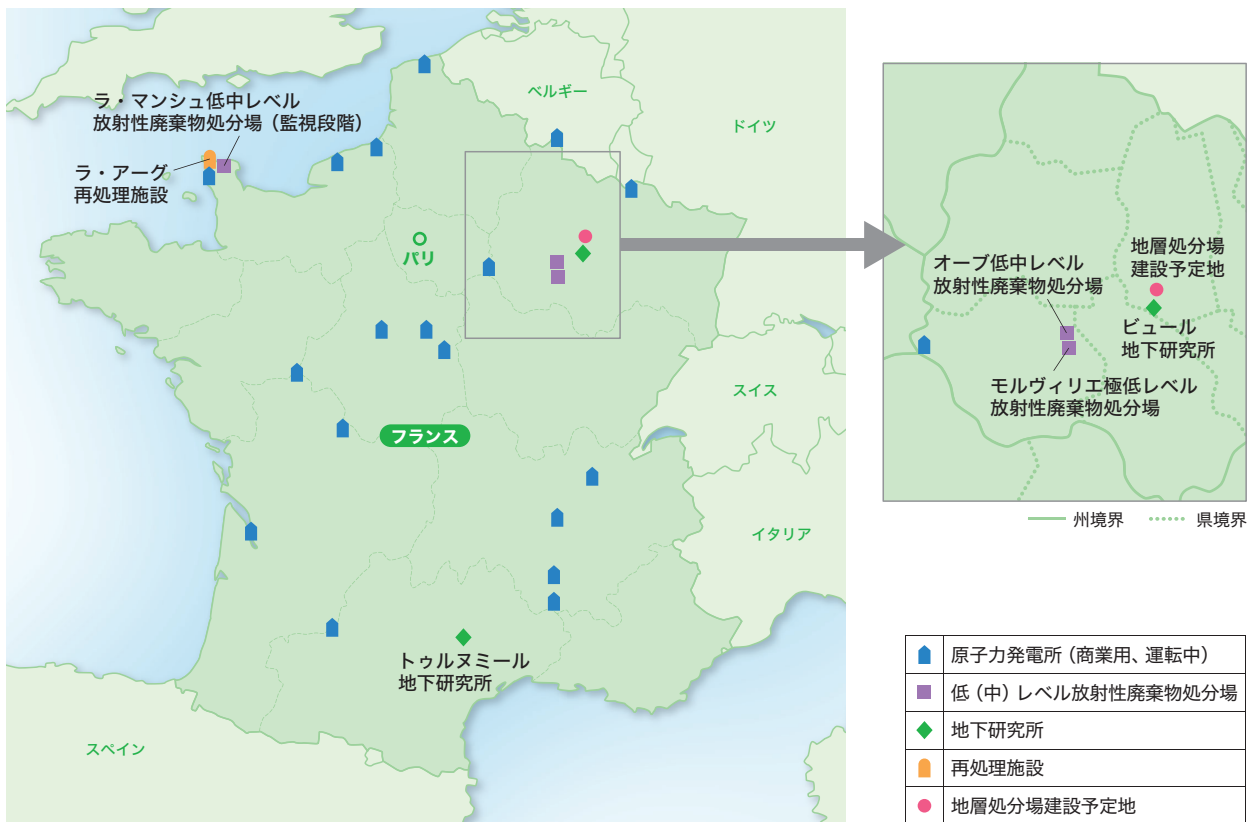 ラ・マンシュ低中レベル
放射性廃棄物処分場（監視段階）
ラ・アーグ
再処理施設
ベルギー
ドイツ
パリ
スイス
フランス
イタリア
トゥルヌミール
地下研究所
スペイン
地層処分場
建設予定地
オーブ低中レベル
放射性廃棄物処分場
ビュール
地下研究所
モルヴィリエ極低レベル
放射性廃棄物処分場
州境界
県境界
原子力発電所（商業用、運転中）
低（中）レベル放射性廃棄物処分場
地下研究所
再処理施設
地層処分場建設予定地